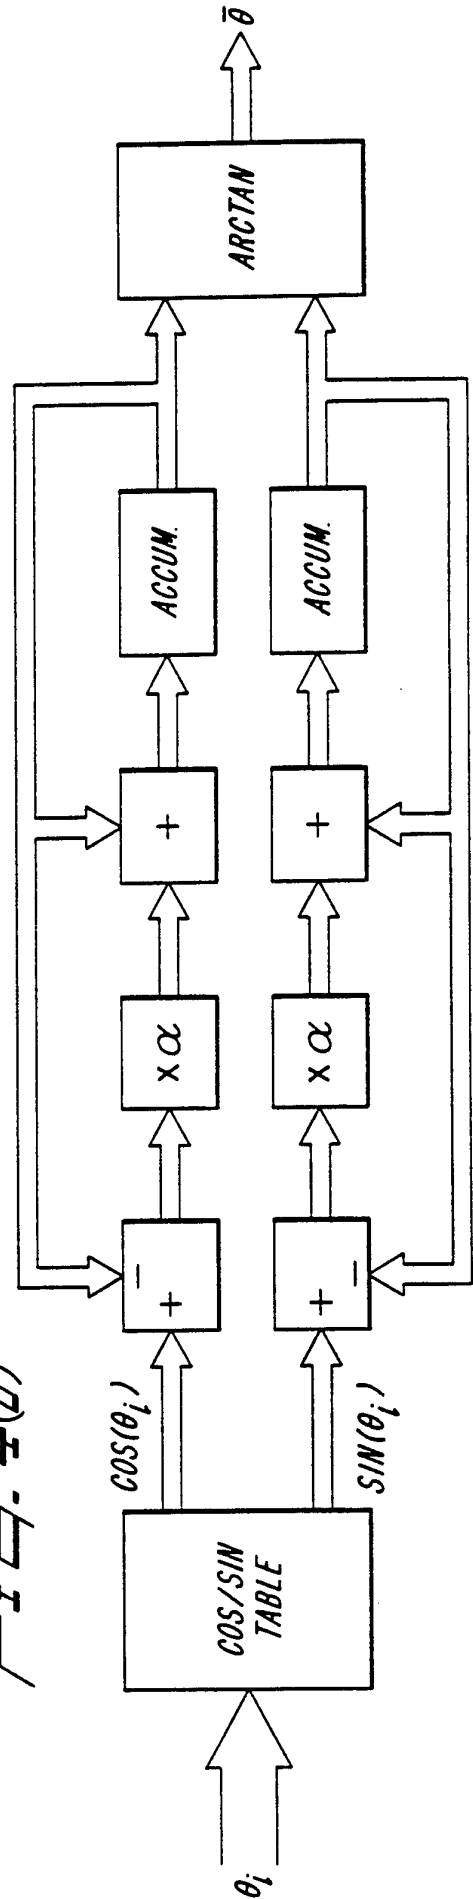 θi
COS/SIN
TABLE
COS(θi)
SIN(θi)
+
−
+
−
x α
x α
+
+
ACCUM.
ACCUM.
ARCTAN
θ̄